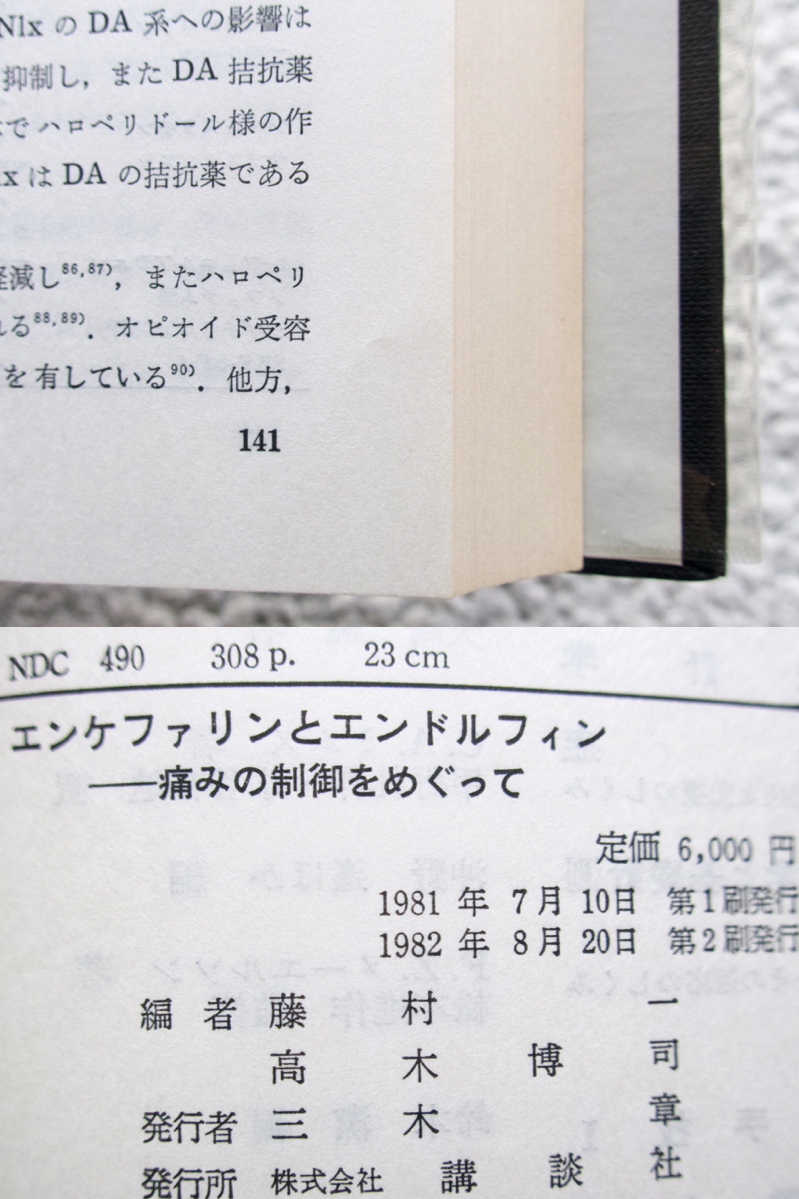 Nlx の DA 系への影響は
抑制し，また DA 拮抗薬
でハロペリドール様の作
x は DA の拮抗薬である
減し86,87)，またハロペリ
る88,89)．オピオイド受容
を有している90)．他方，
141
NDC 490 308 p. 23 cm
エンケファリンとエンドルフィン
——痛みの制御をめぐって
定価 6,000 円
1981 年 7 月 10日 第1刷発行
1982 年 8 月 20日 第2刷発行
編 者 藤 村 一
高 木 博 司
発行者 三 木 章
発行所 株式会社 講 談 社